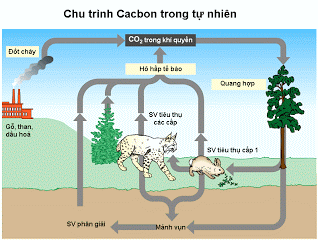 Chu trình Cacbon trong tự nhiên
CO2 trong khí quyển
Đốt cháy
Hô hấp tế bào
Quang hợp
SV tiêu thụ
các cấp
Gỗ, than,
dầu hoả
SV tiêu thụ cấp 1
SV phân giải
Mảnh vụn